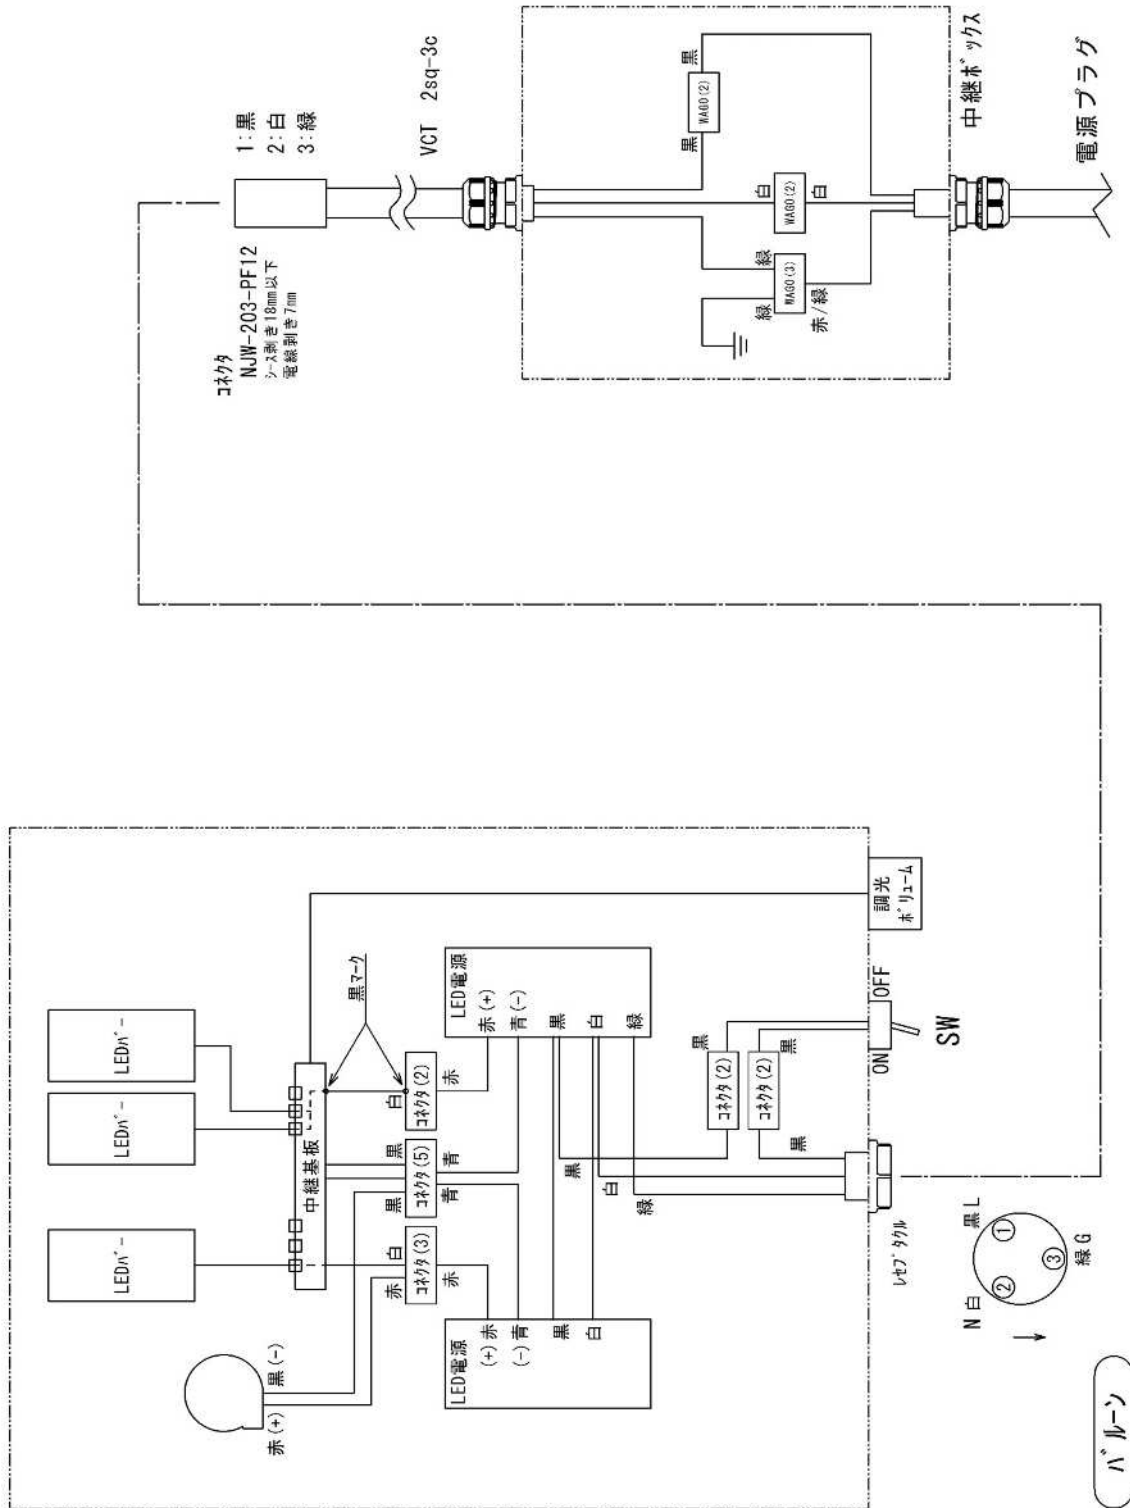 コネクタ
NJW-203-PF12
シース剥き18mm以下
電線剥き7mm
1:黒
2:白
3:緑
VCT 2sq-3c
黒
WAGO(2)
黒
白
WAGO(2)
白
緑
緑
WAGO(3)
赤/緑
中継ボックス
電源プラグ
LEDバー
LEDバー
LEDバー
赤(+)
黒(-)
中継基板
黒マーク
赤
白
コネクタ(3)
赤
黒
黒
コネクタ(5)
青
青
白
コネクタ(2)
赤
LED電源
(+)赤
(-)青
黒
白
LED電源
赤(+)
青(-)
黒
白
緑
黒
白
緑
黒
コネクタ(2)
コネクタ(2)
黒
黒
レセプタクル
ON
OFF
SW
調光
ボリューム
N 白
黒 L
②
①
③
緑 G
バルーン